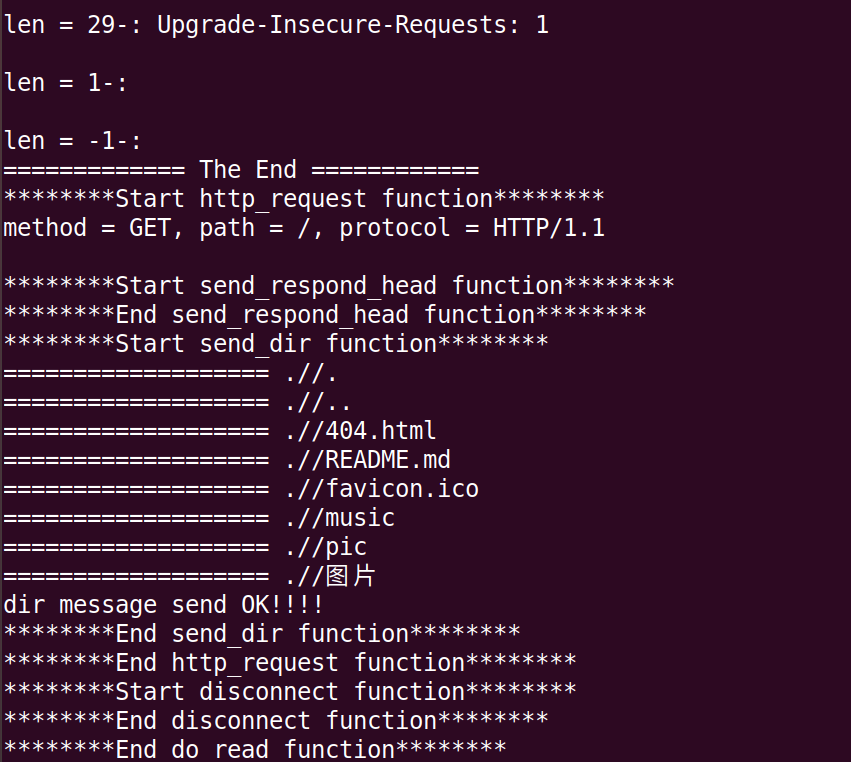 len = 29-: Upgrade-Insecure-Requests: 1
len = 1-:
len = -1-:
============= The End ============
********Start http_request function********
method = GET, path = /, protocol = HTTP/1.1
********Start send_respond_head function********
********End send_respond_head function********
********Start send_dir function********
=================== .//.
=================== .//..
=================== .//404.html
=================== .//README.md
=================== .//favicon.ico
=================== .//music
=================== .//pic
=================== .//图片
dir message send OK!!!!
********End send_dir function********
********End http_request function********
********Start disconnect function********
********End disconnect function********
********End do read function********